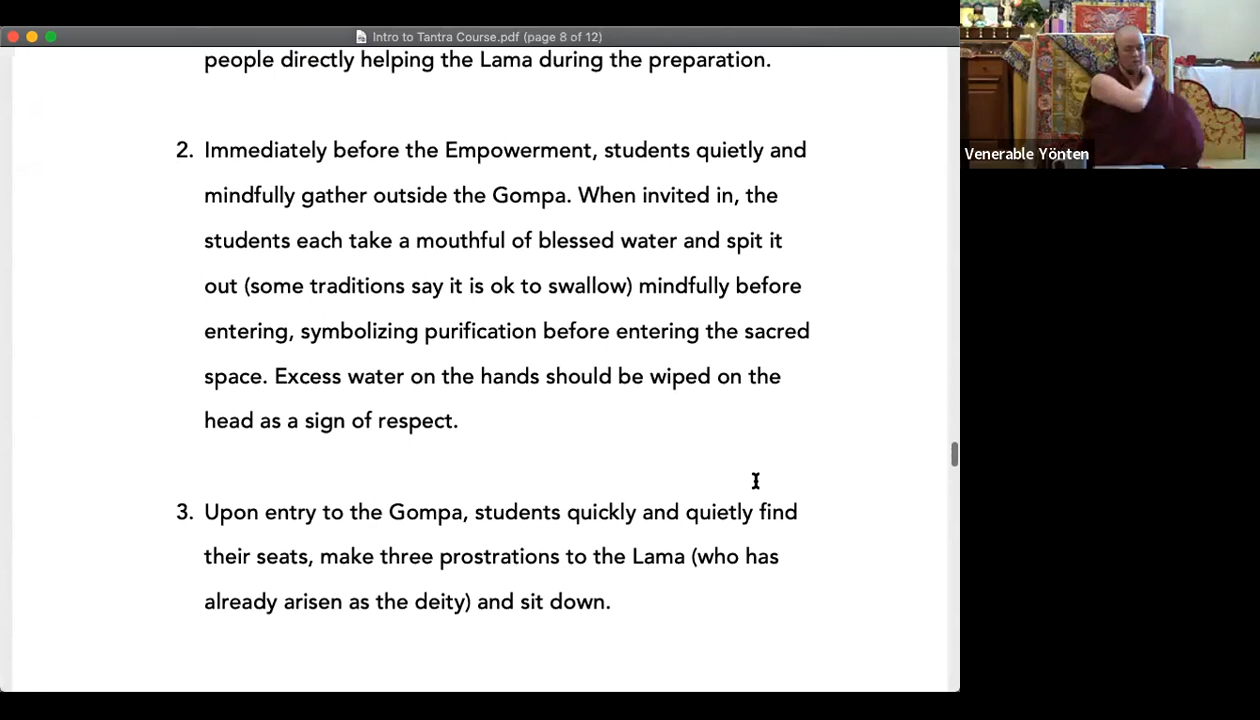 Intro to Tantra Course.pdf (page 8 of 12)
people directly helping the Lama during the preparation.
2. Immediately before the Empowerment, students quietly and
mindfully gather outside the Gompa. When invited in, the
students each take a mouthful of blessed water and spit it
out (some traditions say it is ok to swallow) mindfully before
entering, symbolizing purification before entering the sacred
space. Excess water on the hands should be wiped on the
head as a sign of respect.
3. Upon entry to the Gompa, students quickly and quietly find
their seats, make three prostrations to the Lama (who has
already arisen as the deity) and sit down.
Venerable Yönten